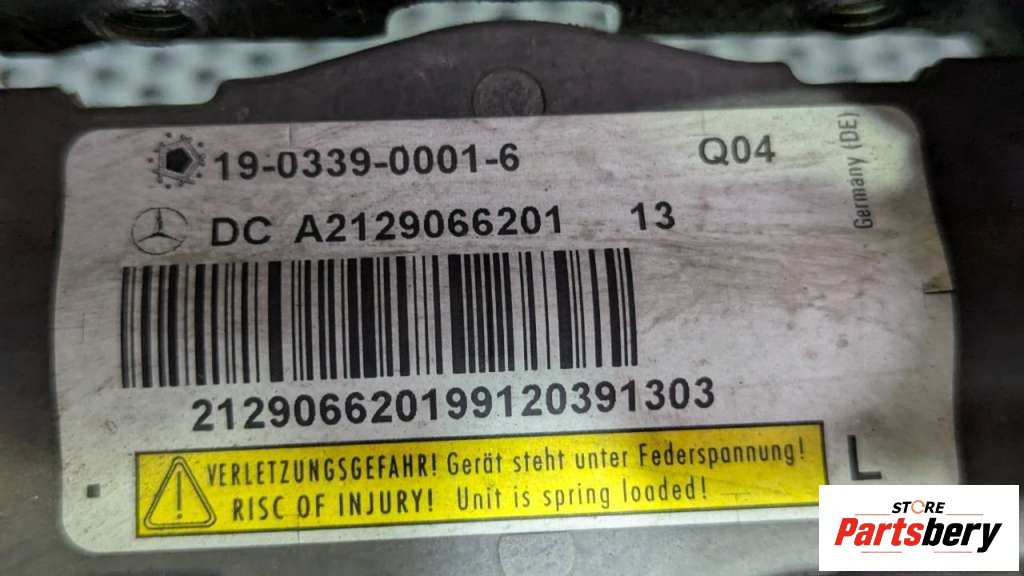 19-0339-0001-6 Q04
Germany (DE)
DC A2129066201 13
212906620199120391303
VERLETZUNGSGEFAHR! Gerät steht unter Federspannung!
RISC OF INJURY! Unit is spring loaded!
L
STORE
Partsbery